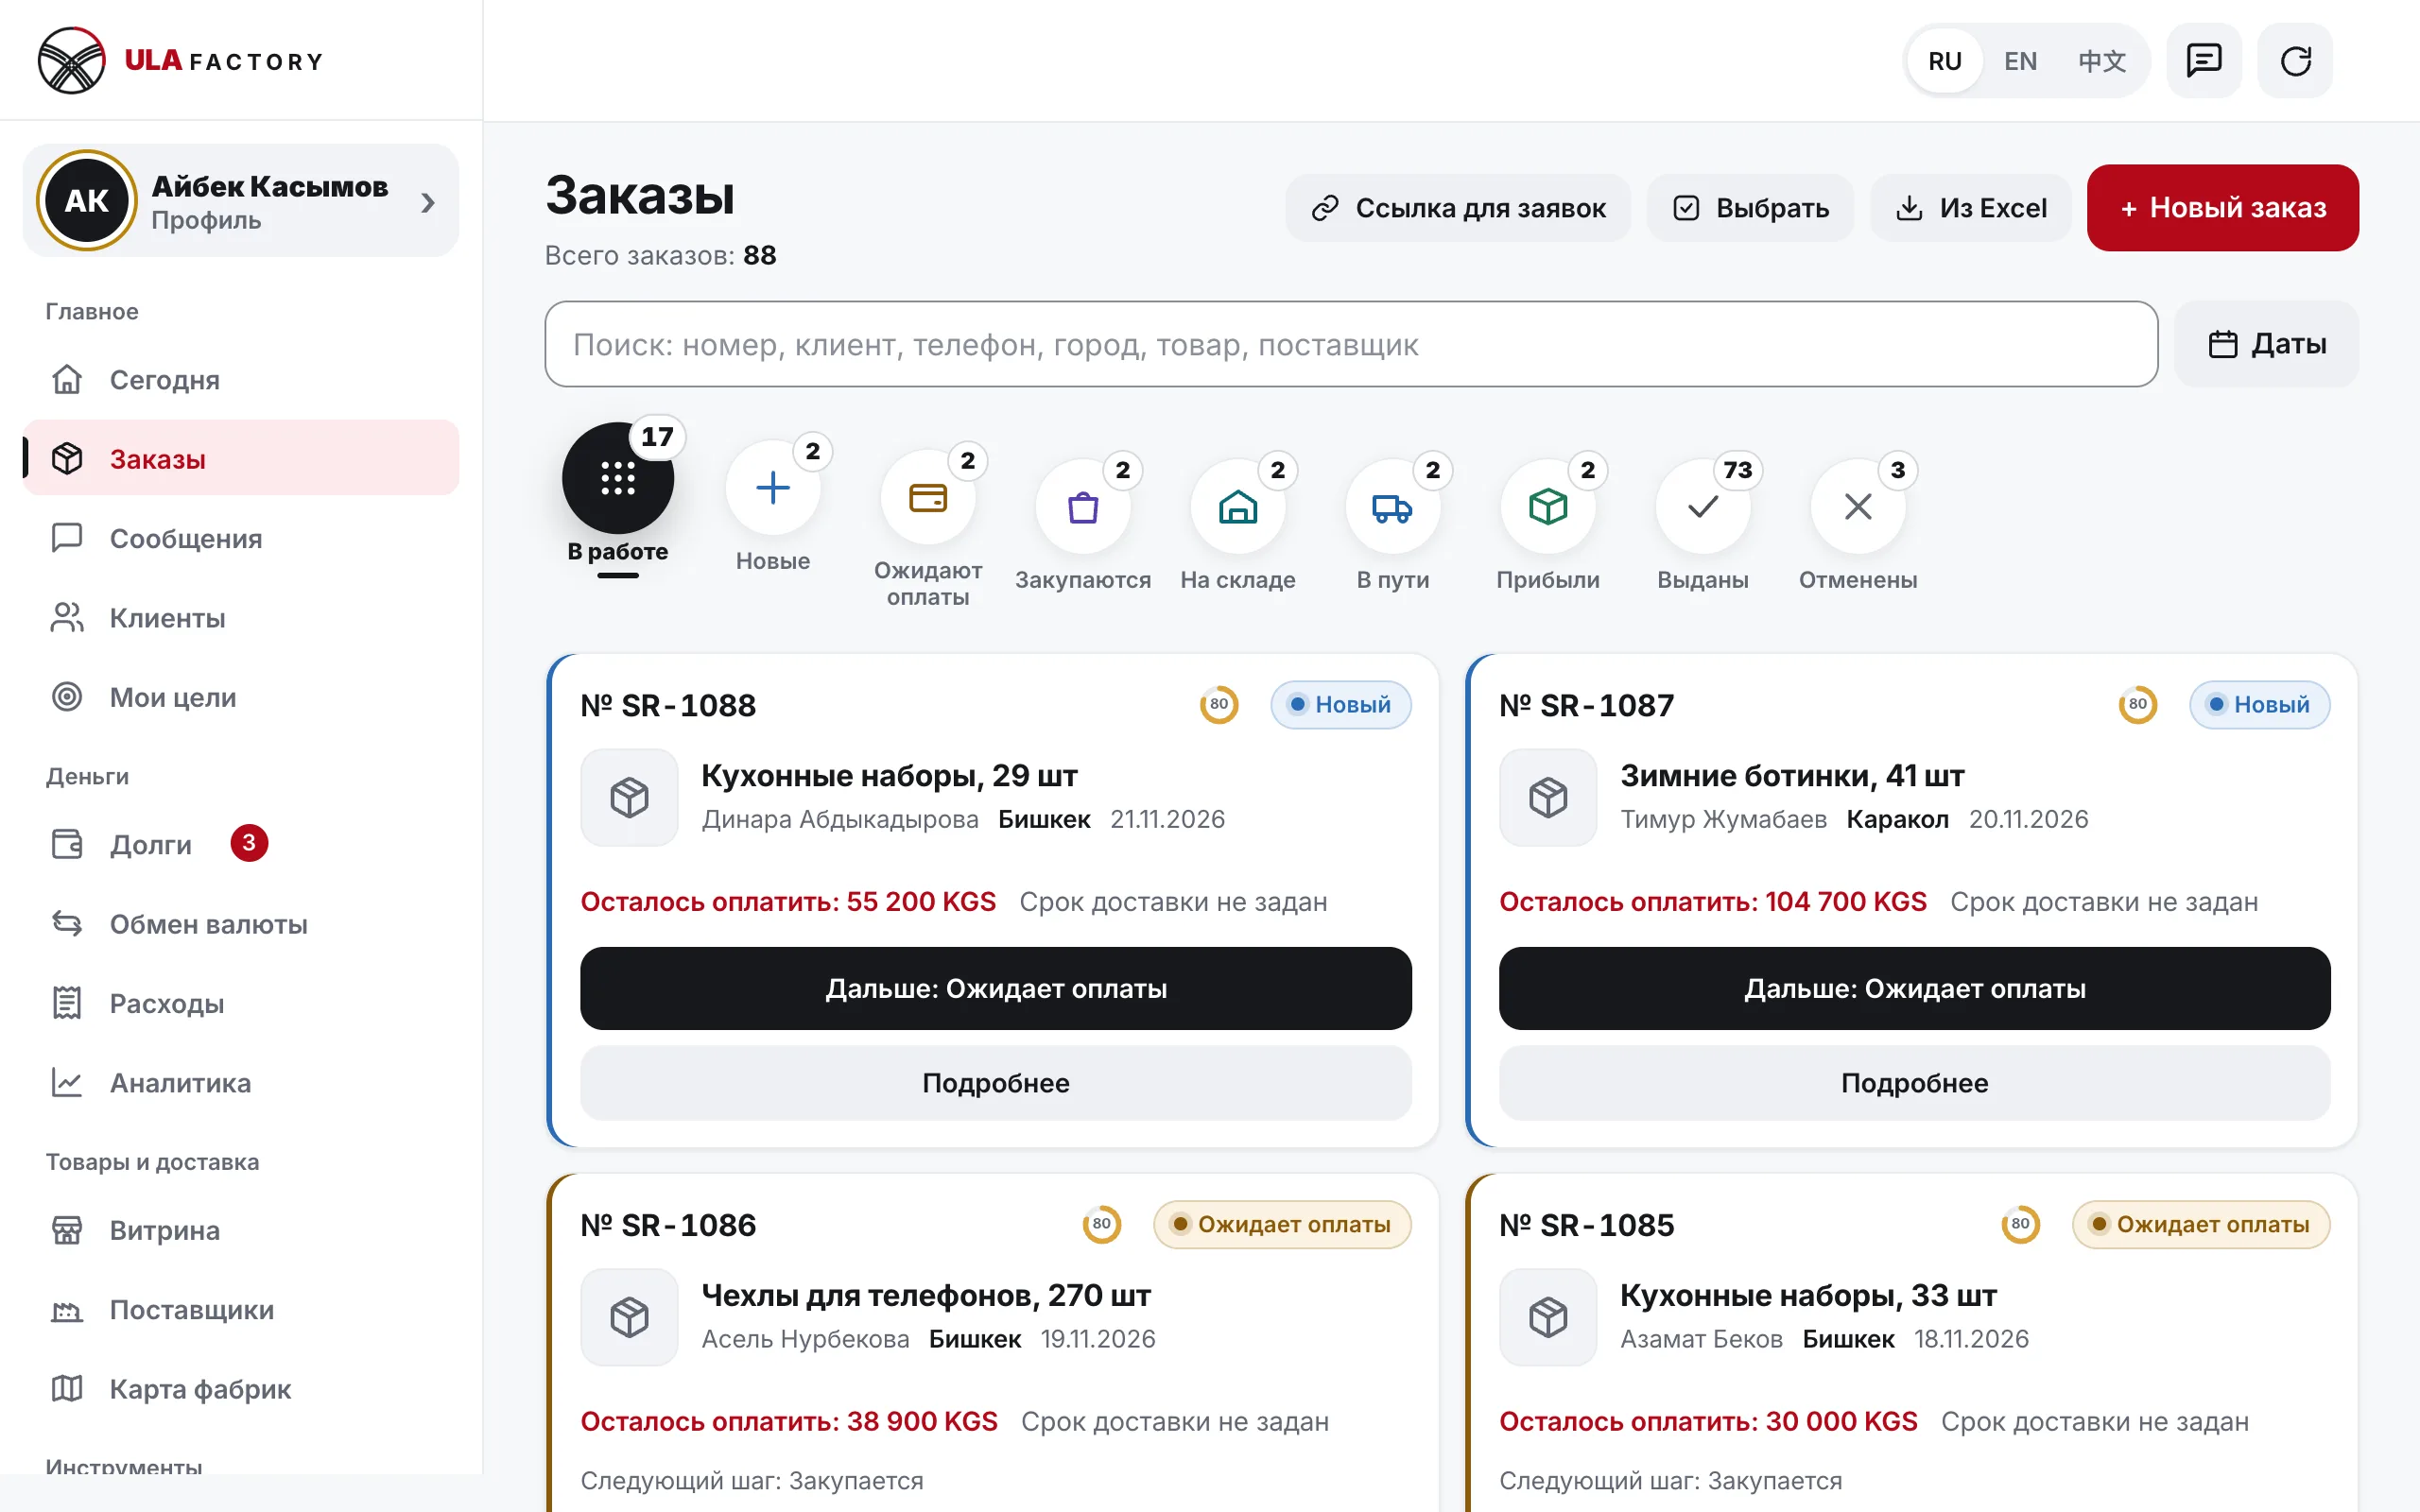 ULA FACTORY
RU EN 中文
АК
Айбек Касымов
Профиль
Главное
Сегодня
Заказы
Сообщения
Клиенты
Мои цели
Деньги
Долги 3
Обмен валюты
Расходы
Аналитика
Товары и доставка
Витрина
Поставщики
Карта фабрик
Инструменты
Заказы
Всего заказов: 88
Ссылка для заявок
Выбрать
Из Excel
+ Новый заказ
Поиск: номер, клиент, телефон, город, товар, поставщик
Даты
17
В работе
2
Новые
2
Ожидают
оплаты
2
Закупаются
2
На складе
2
В пути
2
Прибыли
73
Выданы
3
Отменены
№ SR-1088
80
Новый
Кухонные наборы, 29 шт
Динара Абдыкадырова Бишкек 21.11.2026
Осталось оплатить: 55 200 KGS Срок доставки не задан
Дальше: Ожидает оплаты
Подробнее
№ SR-1087
80
Новый
Зимние ботинки, 41 шт
Тимур Жумабаев Каракол 20.11.2026
Осталось оплатить: 104 700 KGS Срок доставки не задан
Дальше: Ожидает оплаты
Подробнее
№ SR-1086
80
Ожидает оплаты
Чехлы для телефонов, 270 шт
Асель Нурбекова Бишкек 19.11.2026
Осталось оплатить: 38 900 KGS Срок доставки не задан
Следующий шаг: Закупается
№ SR-1085
80
Ожидает оплаты
Кухонные наборы, 33 шт
Азамат Беков Бишкек 18.11.2026
Осталось оплатить: 30 000 KGS Срок доставки не задан
Следующий шаг: Закупается